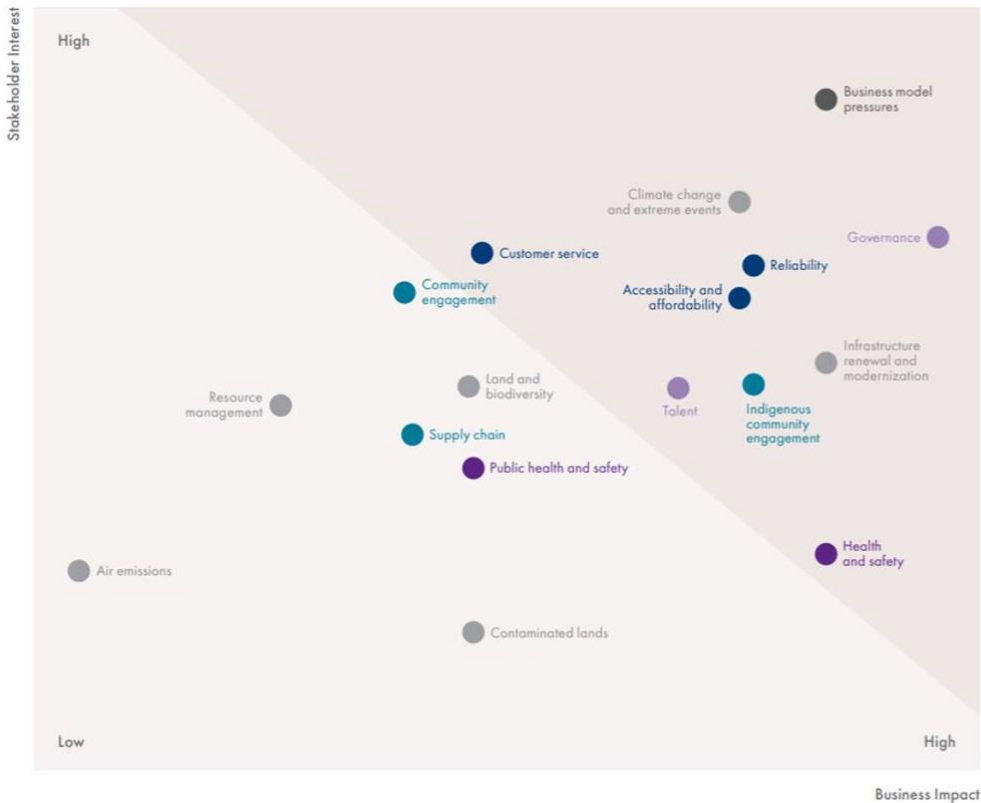 Stakeholder Interest
High
Business model
pressures
Climate change
and extreme events
Governance
Customer service
Reliability
Community
engagement
Accessibility and
affordability
Infrastructure
renewal and
modernization
Land and
biodiversity
Resource
management
Talent
Indigenous
community
engagement
Supply chain
Public health and safety
Health
and safety
Air emissions
Contaminated lands
Low
High
Business Impact